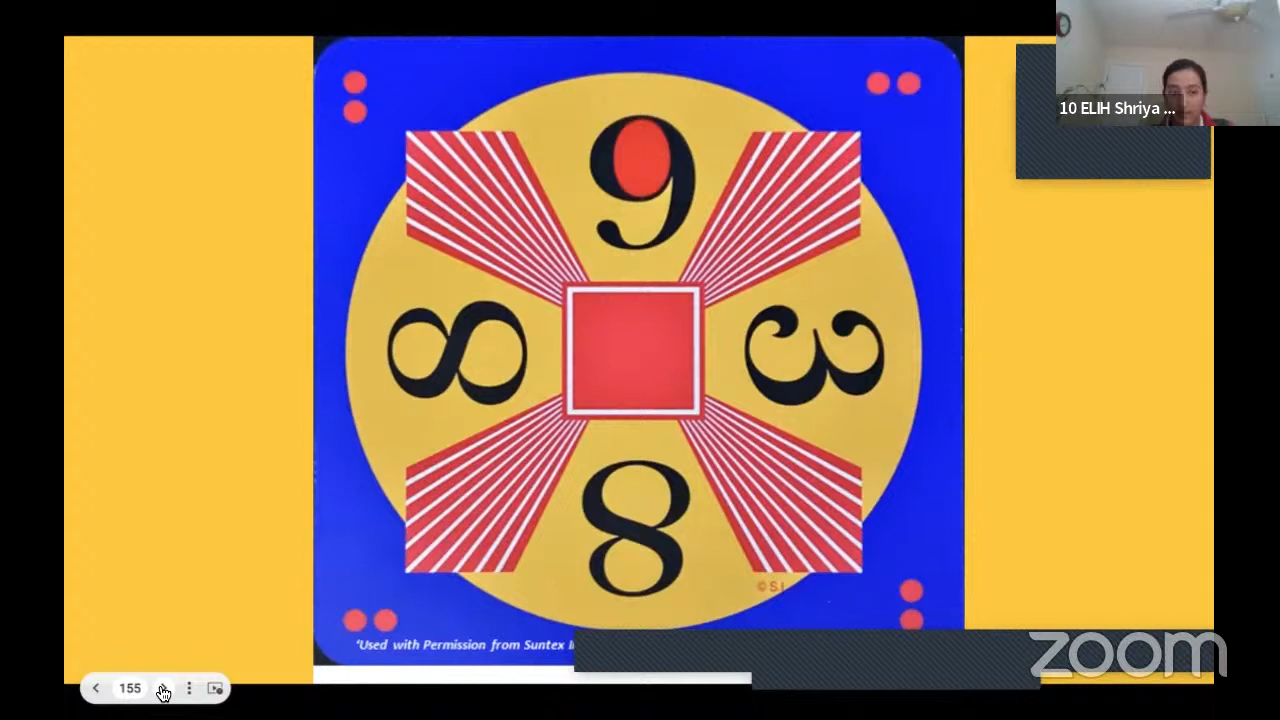 10 ELIH Shriya ...
9
8
3
8
© S I
‘Used with Permission from Suntex
155
zoom